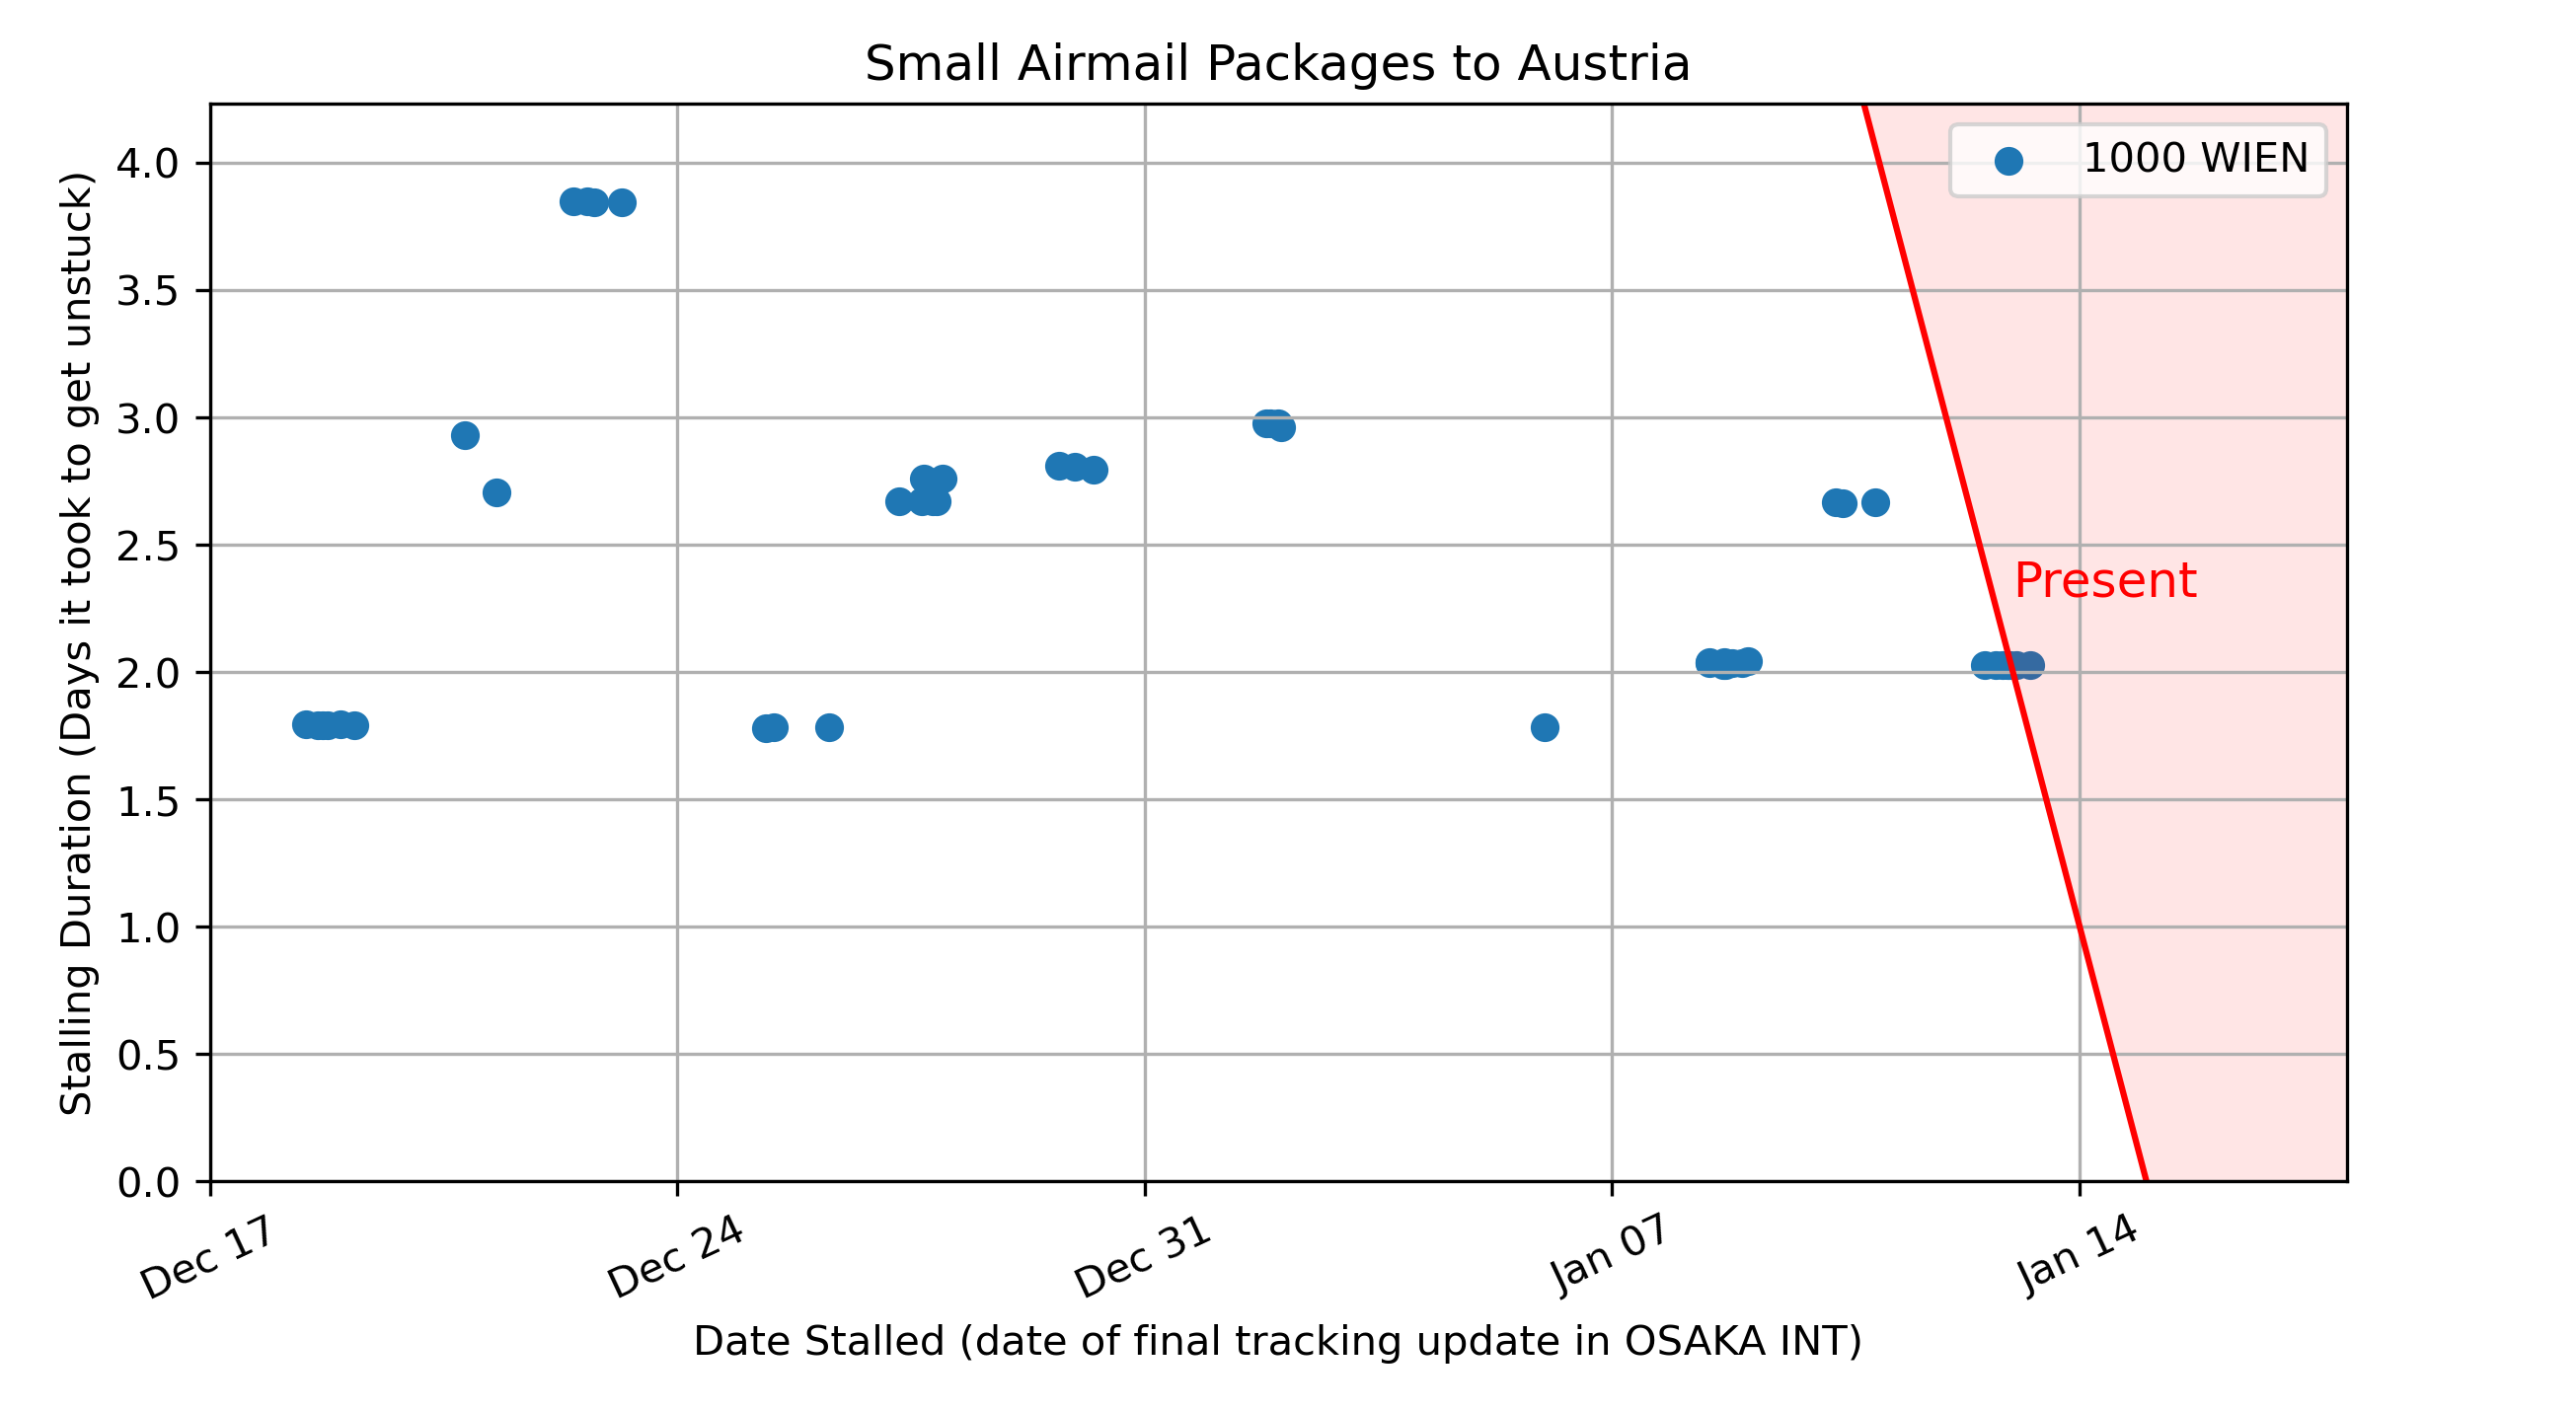 Small Airmail Packages to Austria
1000 WIEN
Present
Stalling Duration (Days it took to get unstuck)
4.0
3.5
3.0
2.5
2.0
1.5
1.0
0.5
0.0
Dec 17
Dec 24
Dec 31
Jan 07
Jan 14
Date Stalled (date of final tracking update in OSAKA INT)